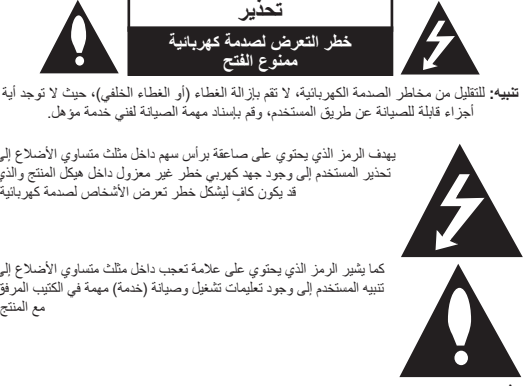 تحذير
خطر التعرض لصدمة كهربائية
ممنوع الفتح
تنبيه: للتقليل من مخاطر الصدمة الكهربائية، لا تقم بإزالة الغطاء (أو الغطاء الخلفي)، حيث لا توجد أية
أجزاء قابلة للصيانة عن طريق المستخدم، وقم بإسناد مهمة الصيانة لفني خدمة مؤهل.
يهدف الرمز الذي يحتوي على صاعقة برأس سهم داخل مثلث متساوي الأضلاع إلى
تحذير المستخدم إلى وجود جهد كهربي خطر غير معزول داخل هيكل المنتج والذي
قد يكون كافٍ ليشكل خطر تعرض الأشخاص لصدمة كهربائية
كما يشير الرمز الذي يحتوي على علامة تعجب داخل مثلث متساوي الأضلاع إلى
تنبيه المستخدم إلى وجود تعليمات تشغيل وصيانة (خدمة) مهمة في الكتيب المرفق
مع المنتج